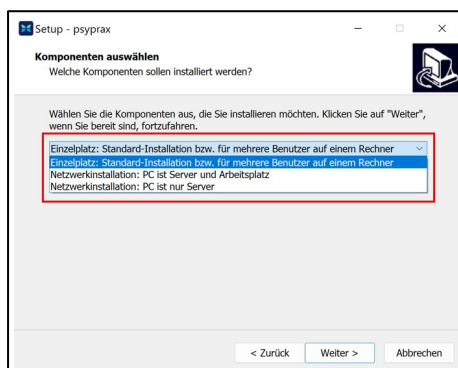 Setup - psyprax
Komponenten auswählen
Welche Komponenten sollen installiert werden?
Wählen Sie die Komponenten aus, die Sie installieren möchten. Klicken Sie auf "Weiter",
wenn Sie bereit sind, fortzufahren.
Einzelplatz: Standard-Installation bzw. für mehrere Benutzer auf einem Rechner
Einzelplatz: Standard-Installation bzw. für mehrere Benutzer auf einem Rechner
Netzwerkinstallation: PC ist Server und Arbeitsplatz
Netzwerkinstallation: PC ist nur Server
< Zurück Weiter > Abbrechen